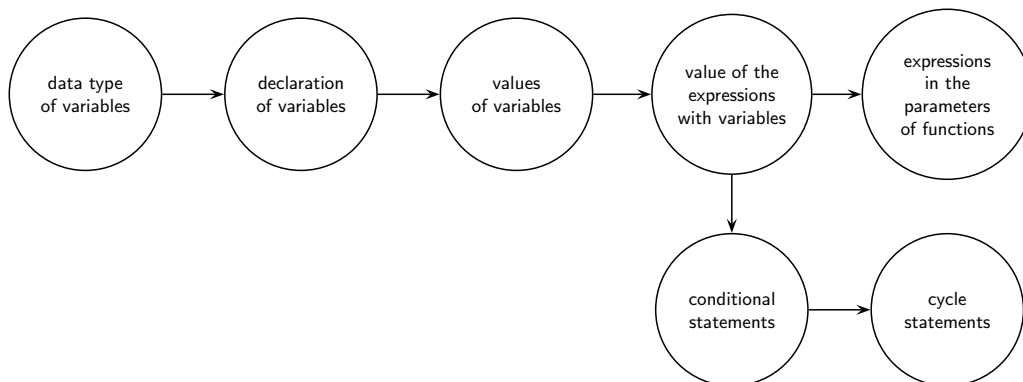 data type
of variables
declaration
of variables
values
of variables
value of the
expressions
with variables
expressions
in the
parameters
of functions
conditional
statements
cycle
statements